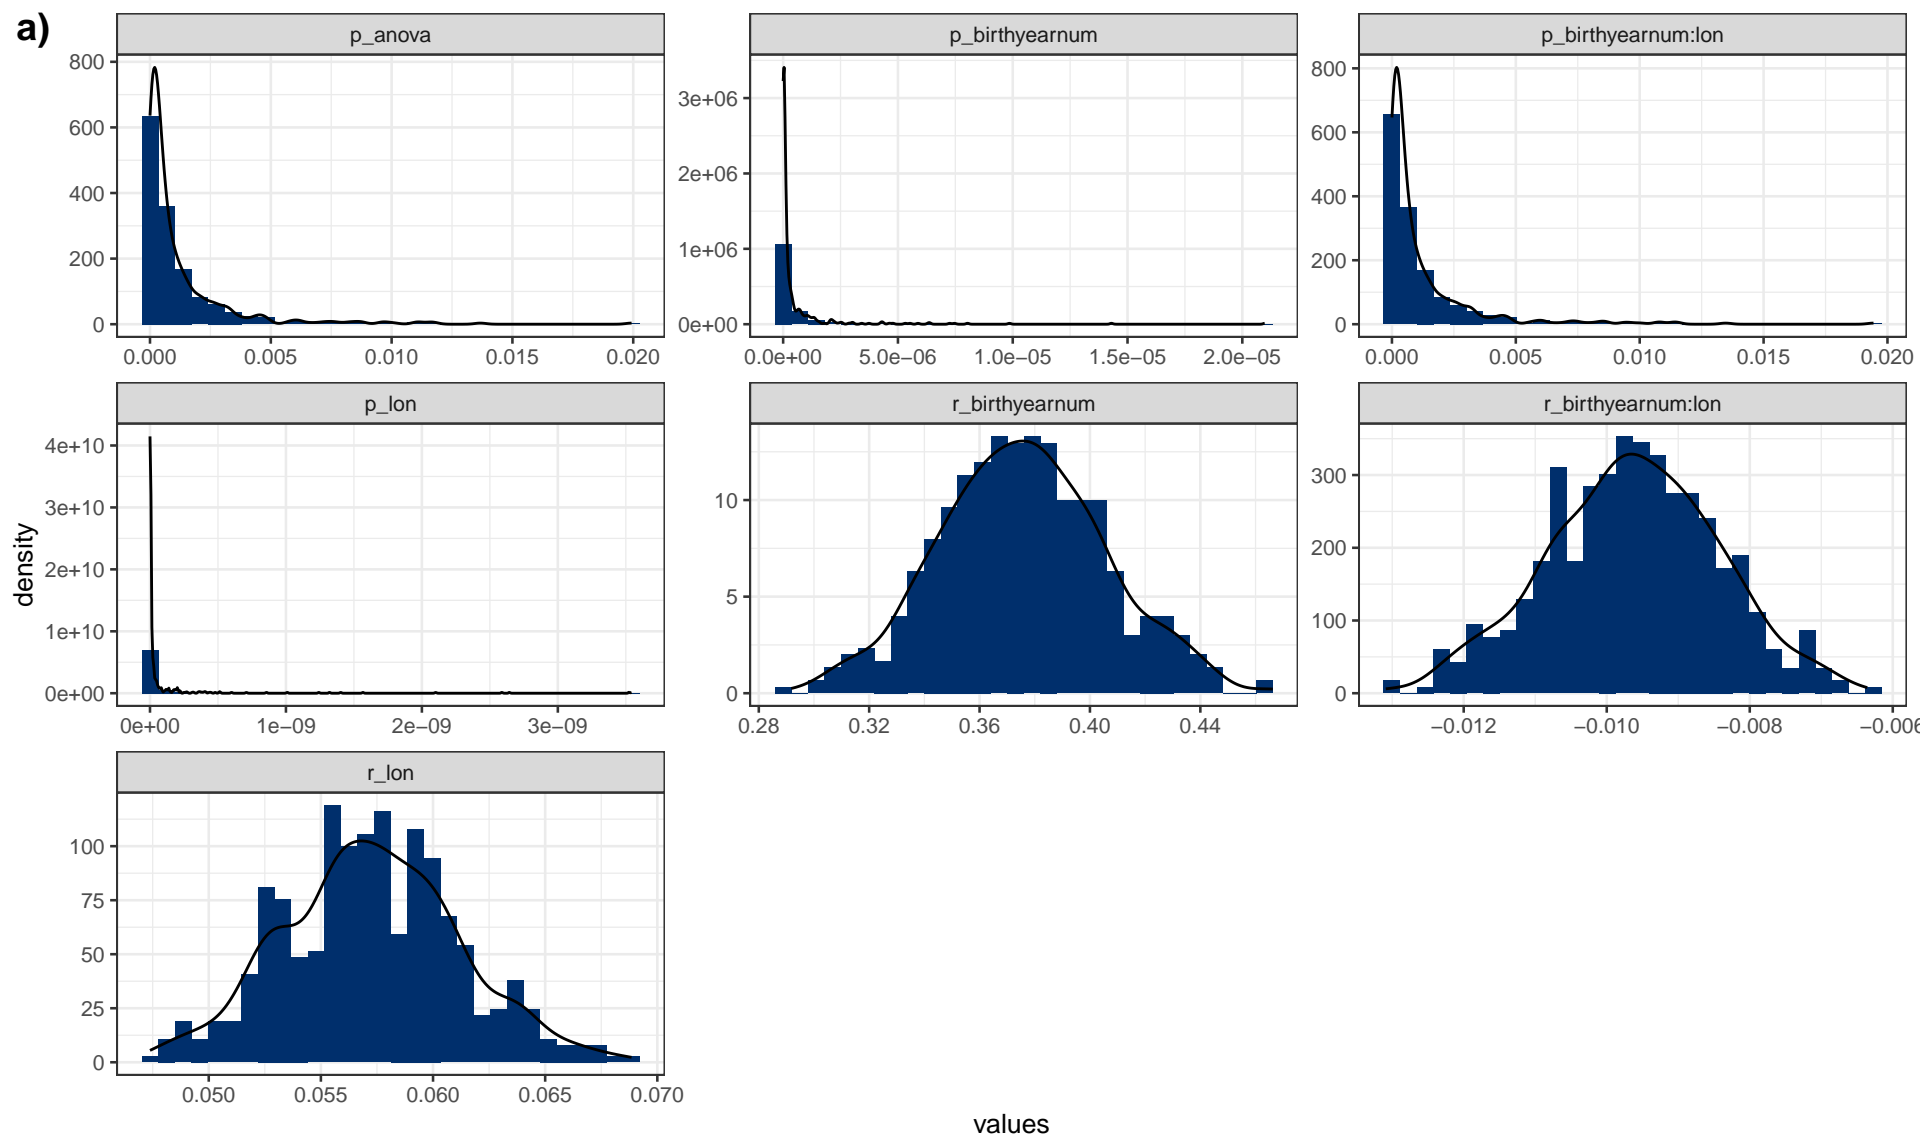 a)
p_anova
p_birthyearnum
p_birthyearnum:lon
800
600
400
200
0
0.000 0.005 0.010 0.015 0.020
3e+06
2e+06
1e+06
0e+00
0.0e+00 5.0e−06 1.0e−05 1.5e−05 2.0e−05
800
600
400
200
0
0.000 0.005 0.010 0.015 0.020
p_lon
r_birthyearnum
r_birthyearnum:lon
density
4e+10
3e+10
2e+10
1e+10
0e+00
0e+00 1e−09 2e−09 3e−09
10
5
0
0.28 0.32 0.36 0.40 0.44
300
200
100
0
−0.012 −0.010 −0.008 −0.006
r_lon
100
75
50
25
0
0.050 0.055 0.060 0.065 0.070
values